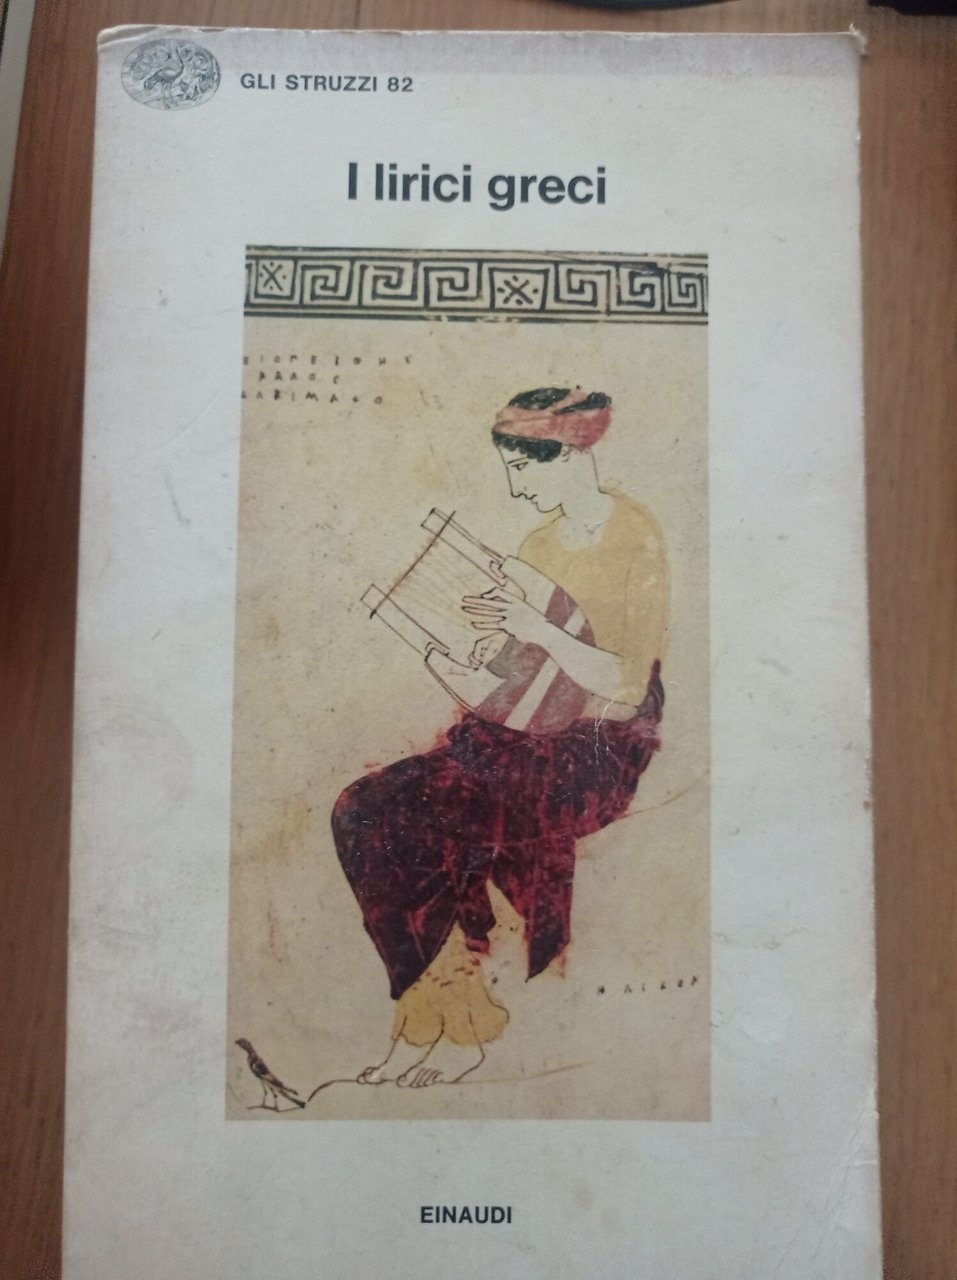 GLI STRUZZI 82
I lirici greci
EINAUDI